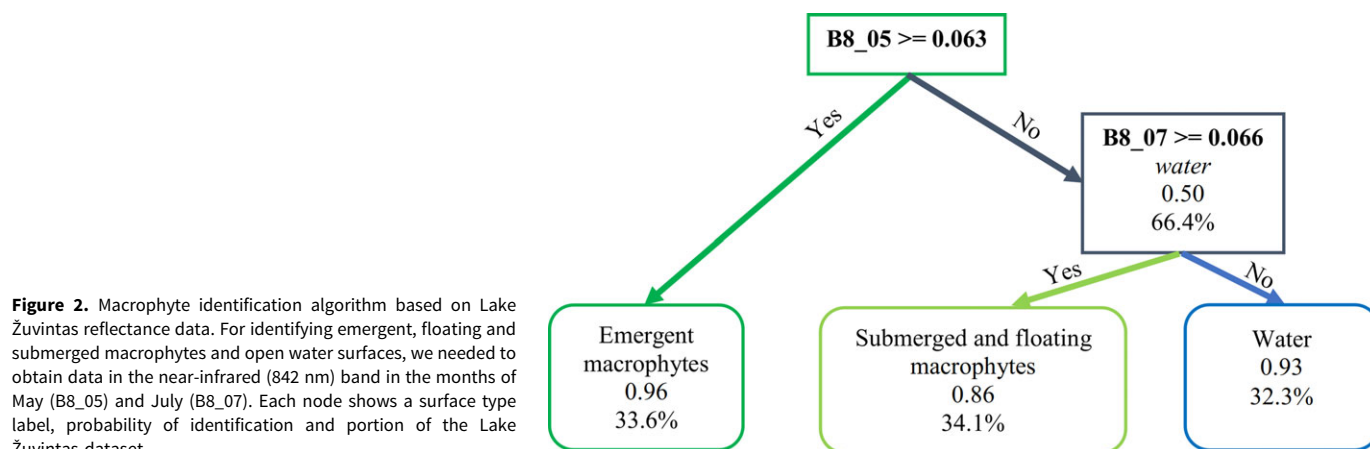 B8_05 >= 0.063
Yes
No
B8_07 >= 0.066
water
0.50
66.4%
Yes
No
Emergent
macrophytes
0.96
33.6%
Submerged and floating
macrophytes
0.86
34.1%
Water
0.93
32.3%
Figure 2. Macrophyte identification algorithm based on Lake
Žuvintas reflectance data. For identifying emergent, floating and
submerged macrophytes and open water surfaces, we needed to
obtain data in the near-infrared (842 nm) band in the months of
May (B8_05) and July (B8_07). Each node shows a surface type
label, probability of identification and portion of the Lake
Žuvintas dataset